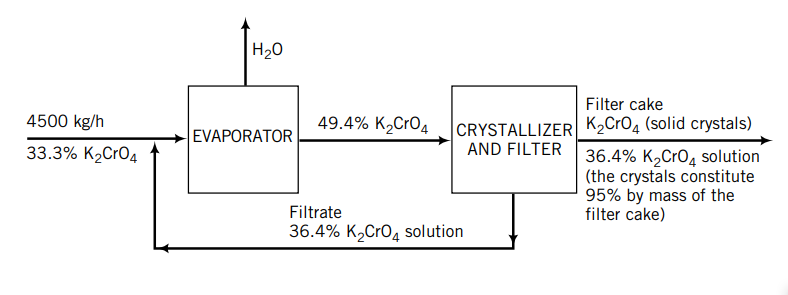 H₂O
4500 kg/h
33.3% K₂CrO₄
EVAPORATOR
49.4% K₂CrO₄
CRYSTALLIZER
AND FILTER
Filter cake
K₂CrO₄ (solid crystals)
36.4% K₂CrO₄ solution
(the crystals constitute
95% by mass of the
filter cake)
Filtrate
36.4% K₂CrO₄ solution